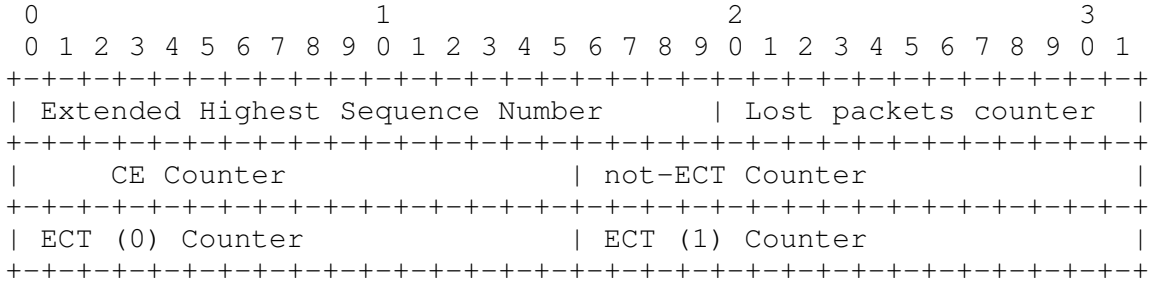 0                   1                   2                   3
 0 1 2 3 4 5 6 7 8 9 0 1 2 3 4 5 6 7 8 9 0 1 2 3 4 5 6 7 8 9 0 1
+-+-+-+-+-+-+-+-+-+-+-+-+-+-+-+-+-+-+-+-+-+-+-+-+-+-+-+-+-+-+-+-+
| Extended Highest Sequence Number      | Lost packets counter  |
+-+-+-+-+-+-+-+-+-+-+-+-+-+-+-+-+-+-+-+-+-+-+-+-+-+-+-+-+-+-+-+-+
|     CE Counter                | not-ECT Counter               |
+-+-+-+-+-+-+-+-+-+-+-+-+-+-+-+-+-+-+-+-+-+-+-+-+-+-+-+-+-+-+-+-+
| ECT (0) Counter               | ECT (1) Counter               |
+-+-+-+-+-+-+-+-+-+-+-+-+-+-+-+-+-+-+-+-+-+-+-+-+-+-+-+-+-+-+-+-+